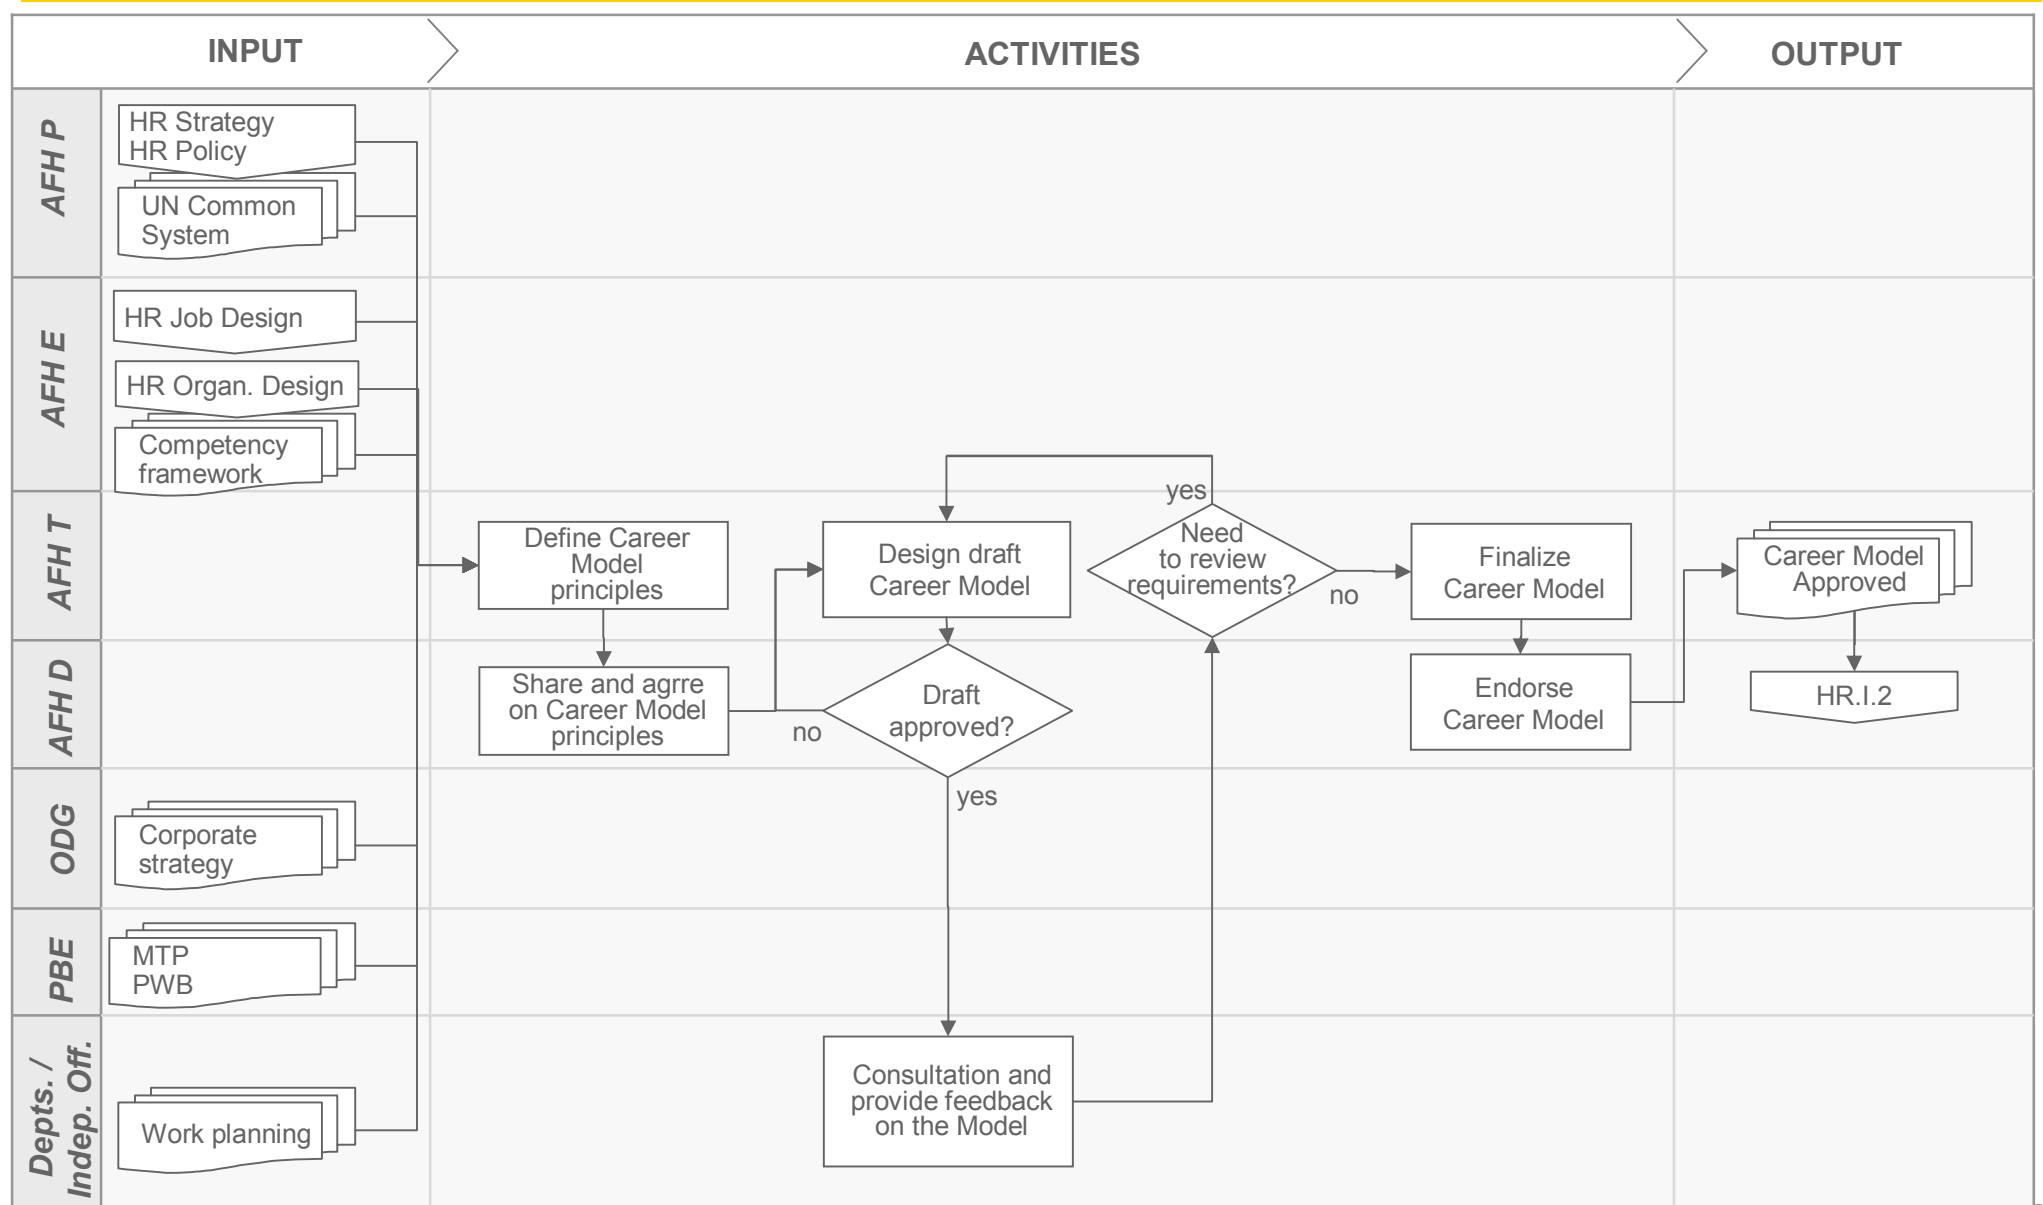 INPUT
ACTIVITIES
OUTPUT
AFH P
HR Strategy
HR Policy
UN Common
System
AFH E
HR Job Design
HR Organ. Design
Competency
framework
AFH T
Define Career
Model
principles
Design draft
Career Model
yes
Need
to review
requirements?
no
Finalize
Career Model
Career Model
Approved
AFH D
Share and agrre
on Career Model
principles
no
Draft
approved?
yes
Endorse
Career Model
HR.I.2
ODG
Corporate
strategy
PBE
MTP
PWB
Depts. /
Indep. Off.
Work planning
Consultation and
provide feedback
on the Model